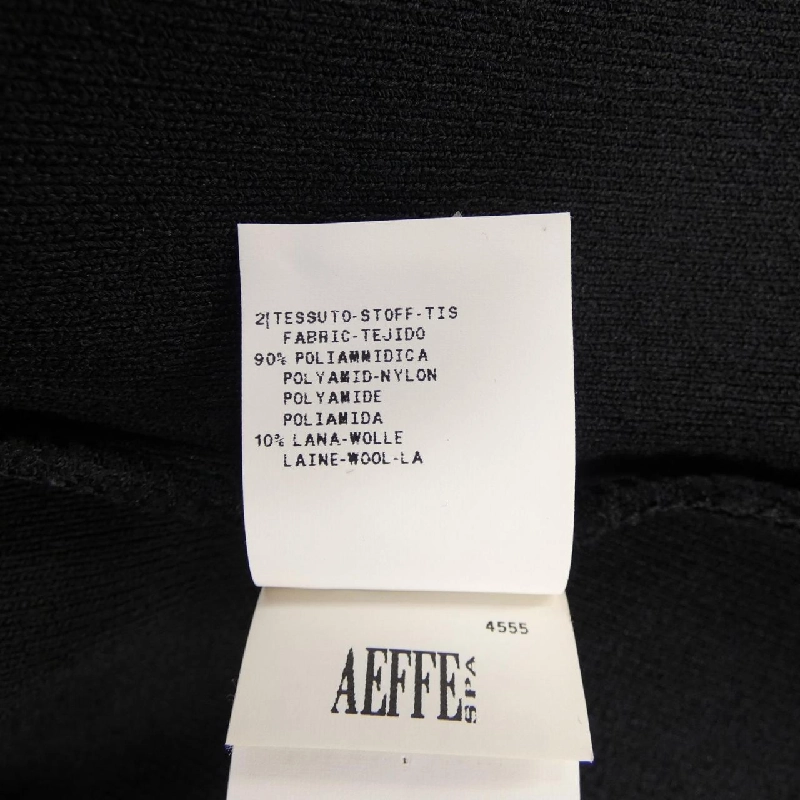 2|TESSUTO-STOFF-TIS
FABRIC-TEJIDO
90% POLIAMMIDICA
POLYAMID-NYLON
POLYAMIDE
POLIAMIDA
10% LANA-WOLLE
LAINE-WOOL-LA
4555
AEFFE SPA